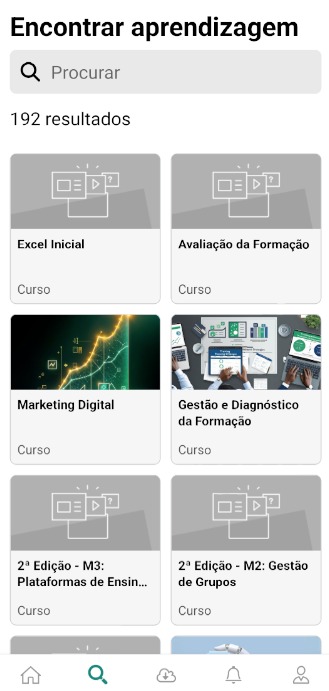 Encontrar aprendizagem
Procurar
192 resultados
Excel Inicial
Curso
Avaliação da Formação
Curso
Marketing Digital
Curso
Gestão e Diagnóstico
da Formação
Curso
2ª Edição - M3:
Plataformas de Ensin...
Curso
2ª Edição - M2: Gestão
de Grupos
Curso